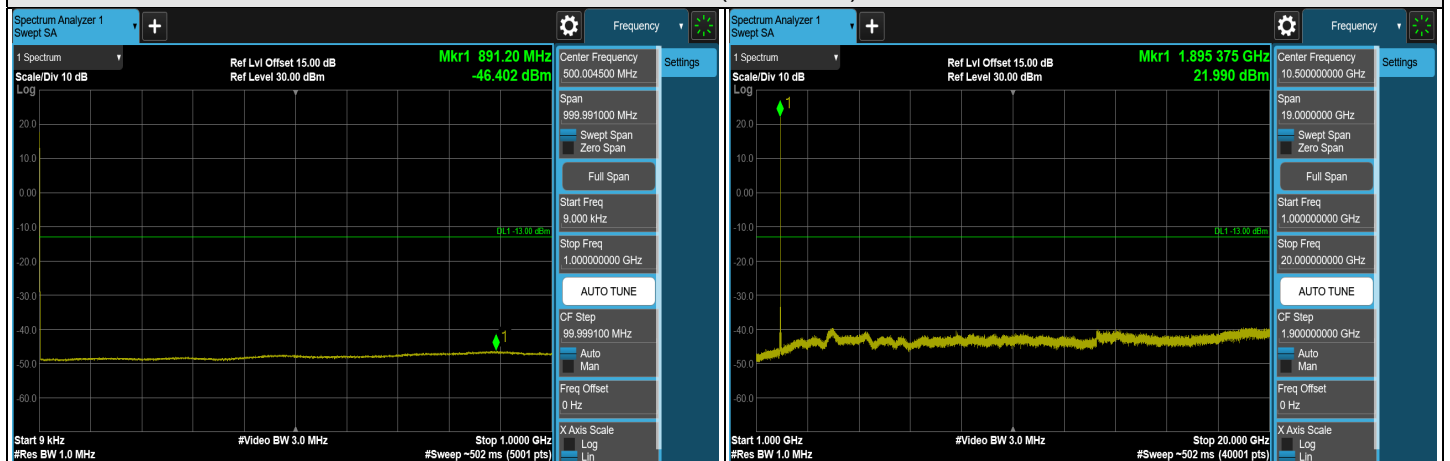 Spectrum Analyzer 1
Swept SA
+
Frequency
1 Spectrum
Ref Lvl Offset 15.00 dB
Mkr1 891.20 MHz
Scale/Div 10 dB
Ref Level 30.00 dBm
-46.402 dBm
Log
1
20.0
10.0
0.00
-10.0
-20.0
-30.0
-40.0
-50.0
-60.0
DL1 -13.00 dBm
Start 9 kHz
#Video BW 3.0 MHz
Stop 1.0000 GHz
#Res BW 1.0 MHz
#Sweep ~502 ms (5001 pts)
Center Frequency
500.004500 MHz
Settings
Span
999.991000 MHz
Swept Span
Zero Span
Full Span
Start Freq
9.000 kHz
Stop Freq
1.000000000 GHz
AUTO TUNE
CF Step
99.999100 MHz
Auto
Man
Freq Offset
0 Hz
X Axis Scale
Log
Lin
Spectrum Analyzer 1
Swept SA
+
Frequency
1 Spectrum
Ref Lvl Offset 15.00 dB
Mkr1 1.895 375 GHz
Scale/Div 10 dB
Ref Level 30.00 dBm
21.990 dBm
Log
1
20.0
10.0
0.00
-10.0
-20.0
-30.0
-40.0
-50.0
-60.0
DL1 -13.00 dBm
Start 1.000 GHz
#Video BW 3.0 MHz
Stop 20.000 GHz
#Res BW 1.0 MHz
#Sweep ~502 ms (40001 pts)
Center Frequency
10.500000000 GHz
Settings
Span
19.0000000 GHz
Swept Span
Zero Span
Full Span
Start Freq
1.000000000 GHz
Stop Freq
20.000000000 GHz
AUTO TUNE
CF Step
1.900000000 GHz
Auto
Man
Freq Offset
0 Hz
X Axis Scale
Log
Lin